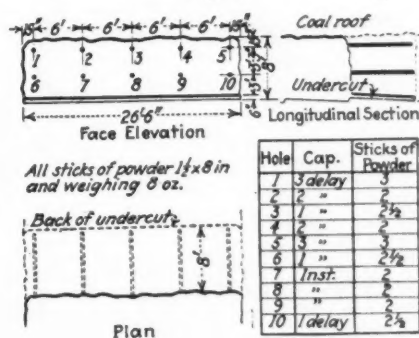 15" 6' 6' 6' 6' 15"
1 2 3 4 5
6 7 8 9 10
26'6"
Face Elevation
Coal roof
8'
Undercut
6"
Longitudinal Section
All sticks of powder 1½x8 in
and weighing 8 oz.
Back of undercut
8'
Plan
Hole Cap. Sticks of Powder
1 3 delay 3
2 2 " 2
3 1 " 2½
4 2 " 2
5 3 " 3
6 1 " 2½
7 Inst. 2
8 " 2
9 " 2
10 1 delay 2½